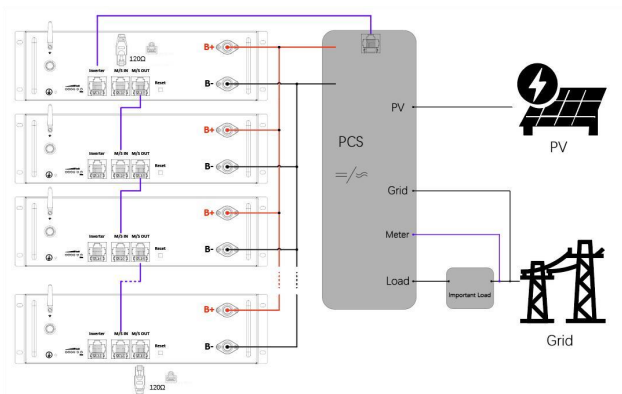 120Ω
Inverter M/S IN M/S OUT Reset
B+
B-
Inverter M/S IN M/S OUT Reset
B+
B-
Inverter M/S IN M/S OUT Reset
B+
B-
Inverter M/S IN M/S OUT Reset
B+
B-
120Ω
PCS
PV
Grid
Meter
Load
Important Load
PV
Grid